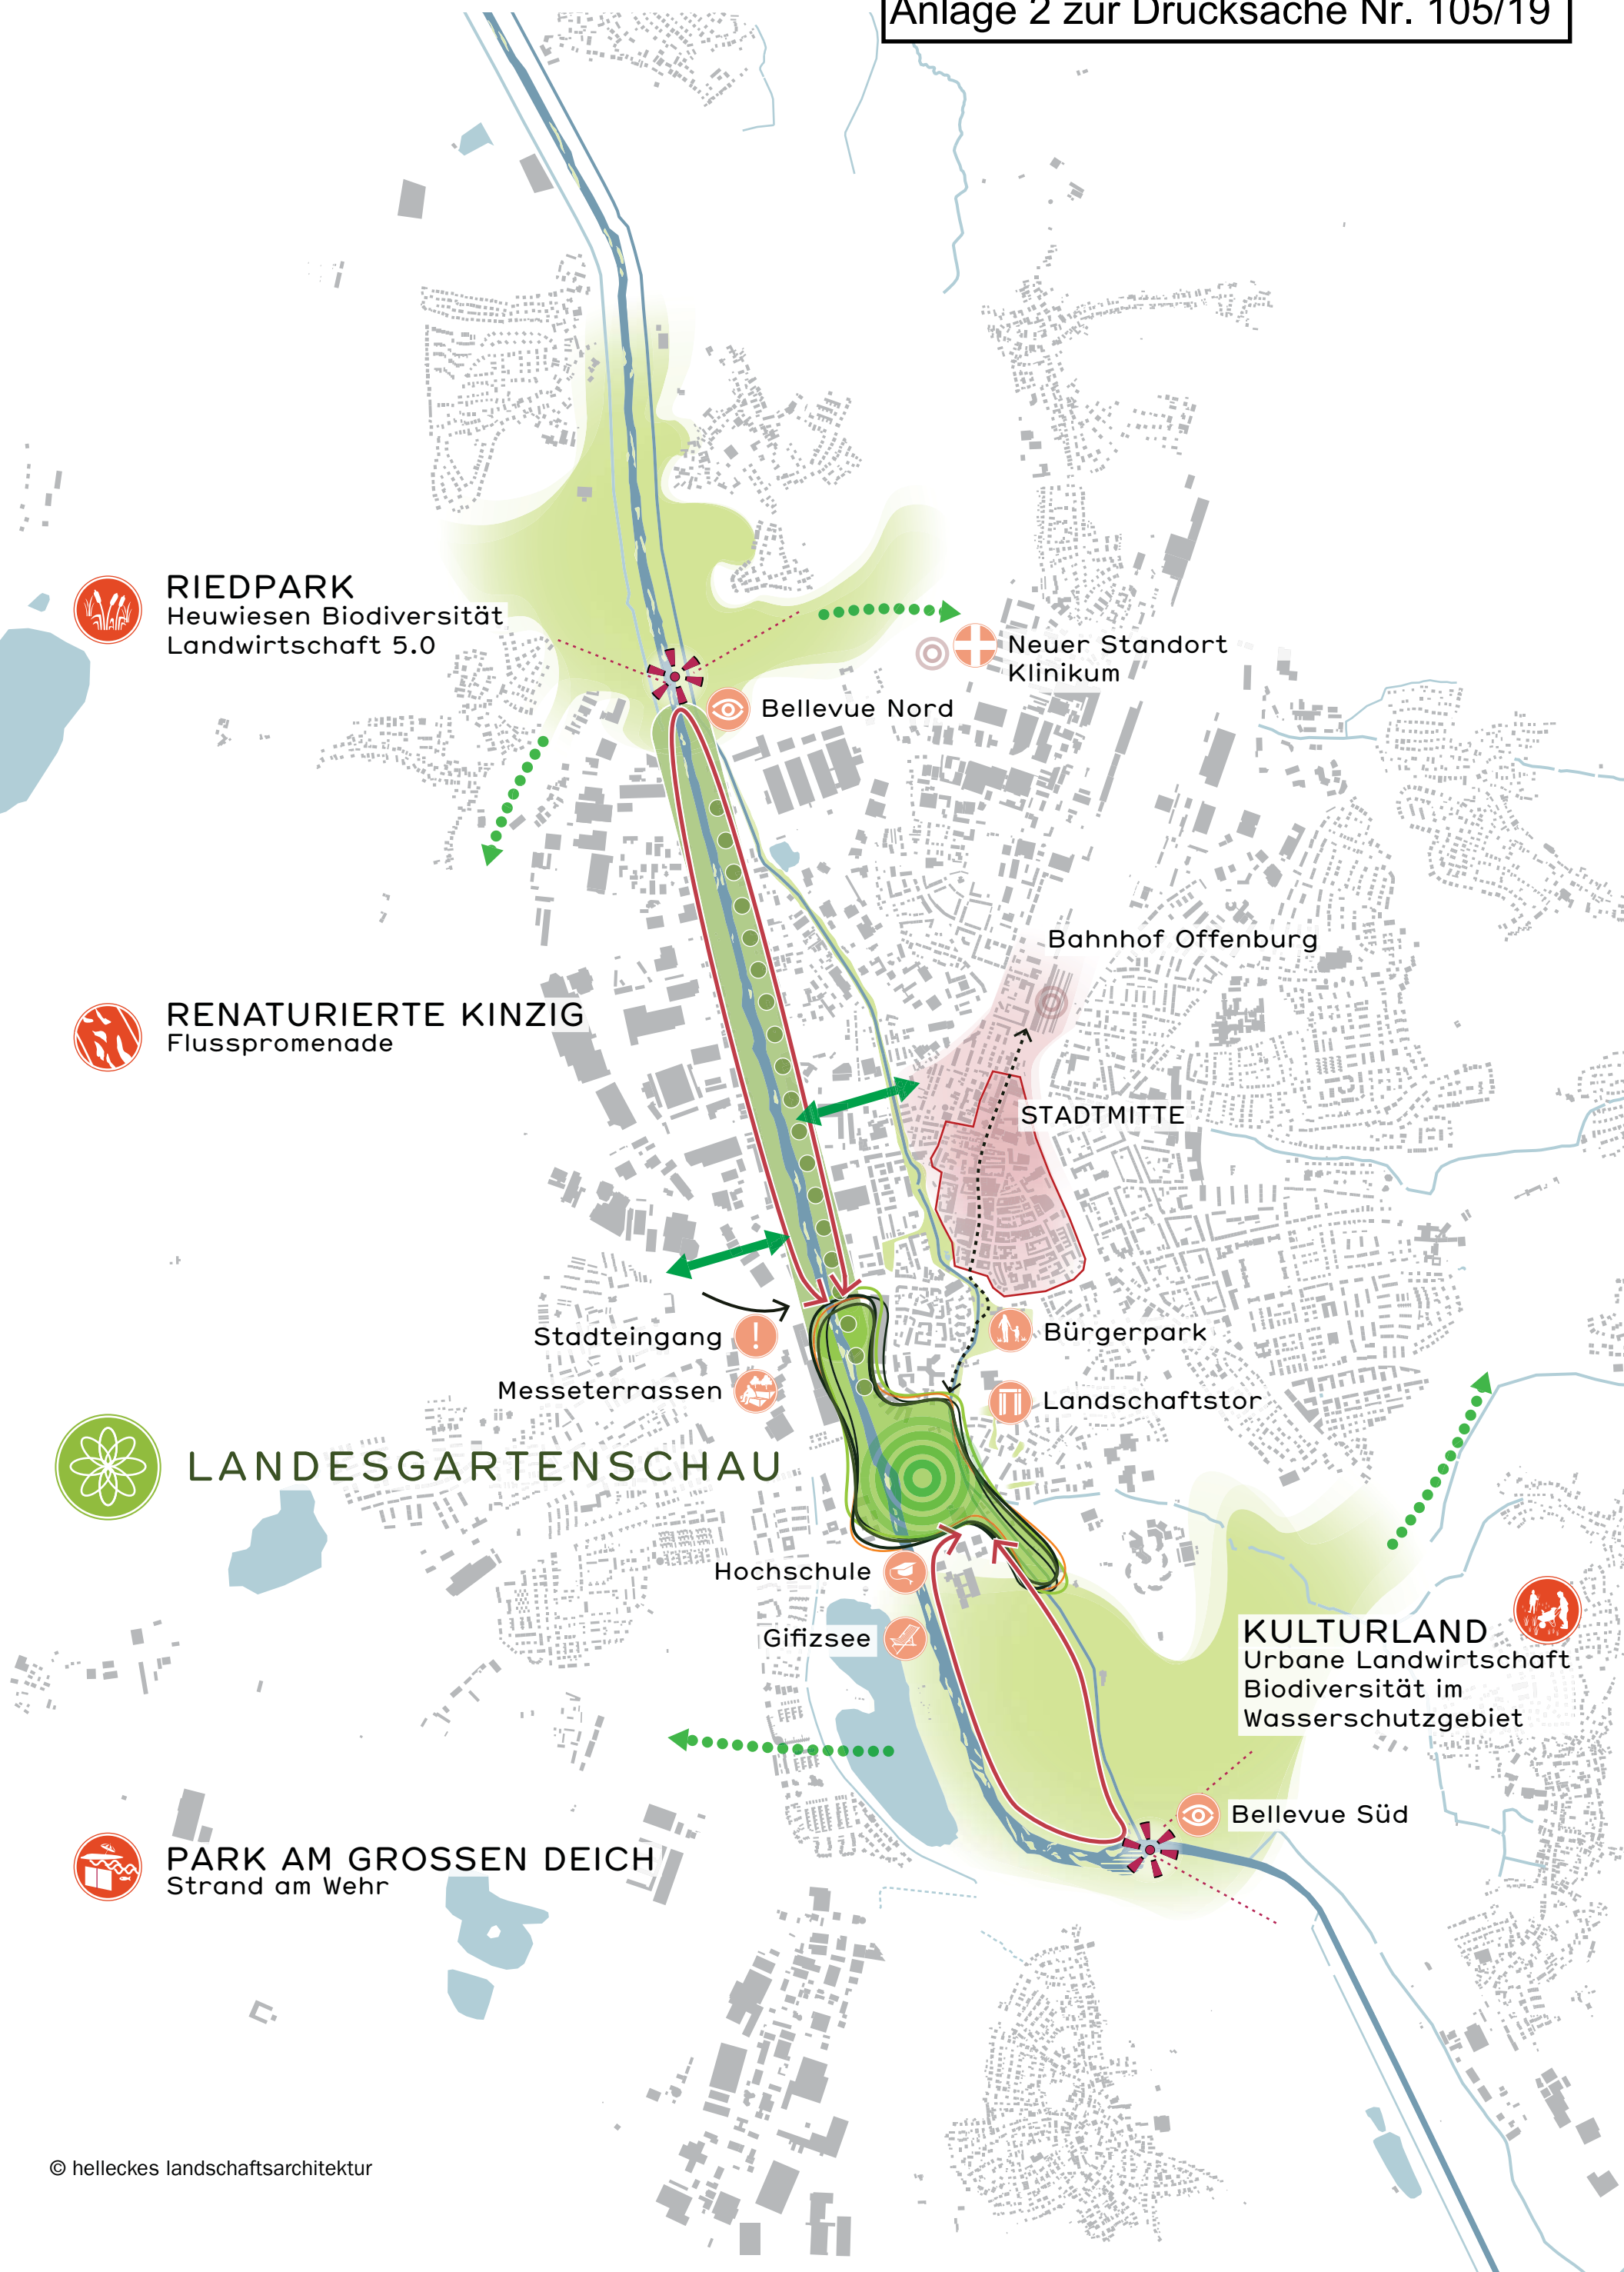 Anlage 2 zur Drucksache Nr. 105/19
RIEDPARK
Heuwiesen Biodiversität
Landwirtschaft 5.0
Neuer Standort
Klinikum
Bellevue Nord
Bahnhof Offenburg
RENATURIERTE KINZIG
Flusspromenade
STADTMITTE
Stadteingang
!
Bürgerpark
Messeterrassen
Landschaftstor
LANDESGARTENSCHAU
Hochschule
Gifizsee
KULTURLAND
Urbane Landwirtschaft
Biodiversität im
Wasserschutzgebiet
Bellevue Süd
PARK AM GROSSEN DEICH
Strand am Wehr
© helleckes landschaftsarchitektur